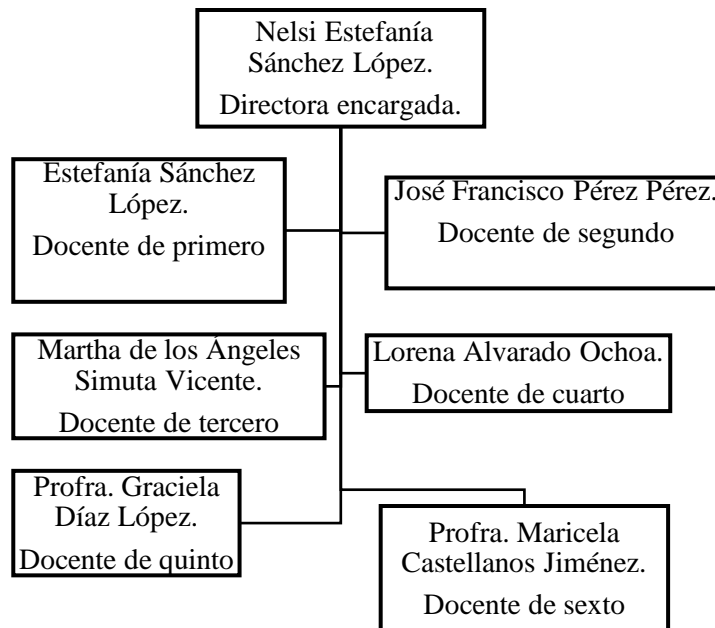 Nelsi Estefanía
Sánchez López.
Directora encargada.
Estefanía Sánchez
López.
Docente de primero
José Francisco Pérez Pérez.
Docente de segundo
Martha de los Ángeles
Simuta Vicente.
Docente de tercero
Lorena Alvarado Ochoa.
Docente de cuarto
Profra. Graciela
Díaz López.
Docente de quinto
Profra. Maricela
Castellanos Jiménez.
Docente de sexto